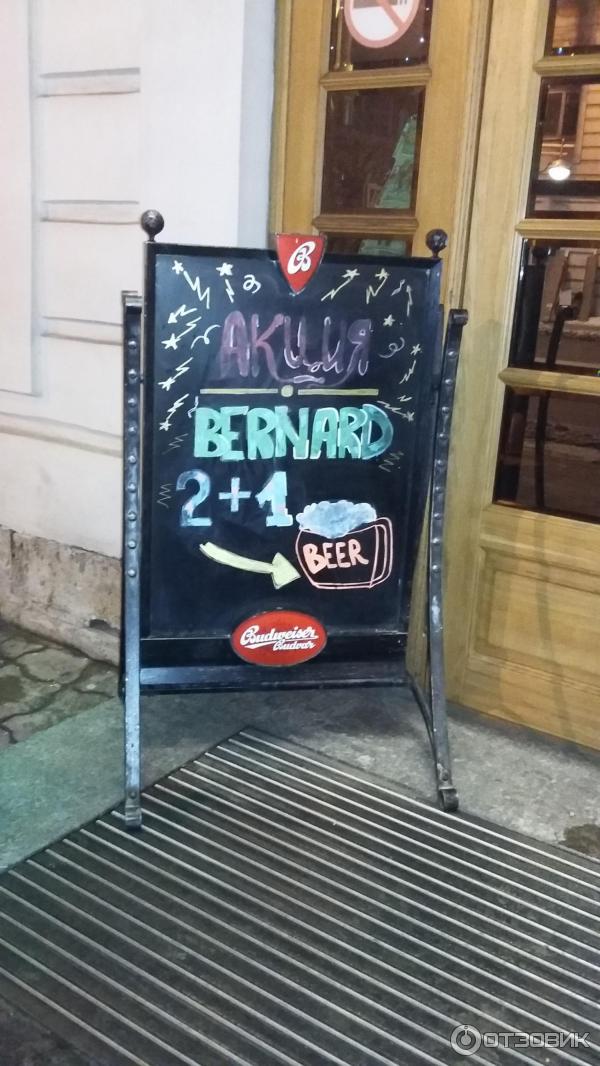 B
АКЦИЯ
BERNARD
2+1
BEER
Budweiser
Budvar
ОТЗОВИК